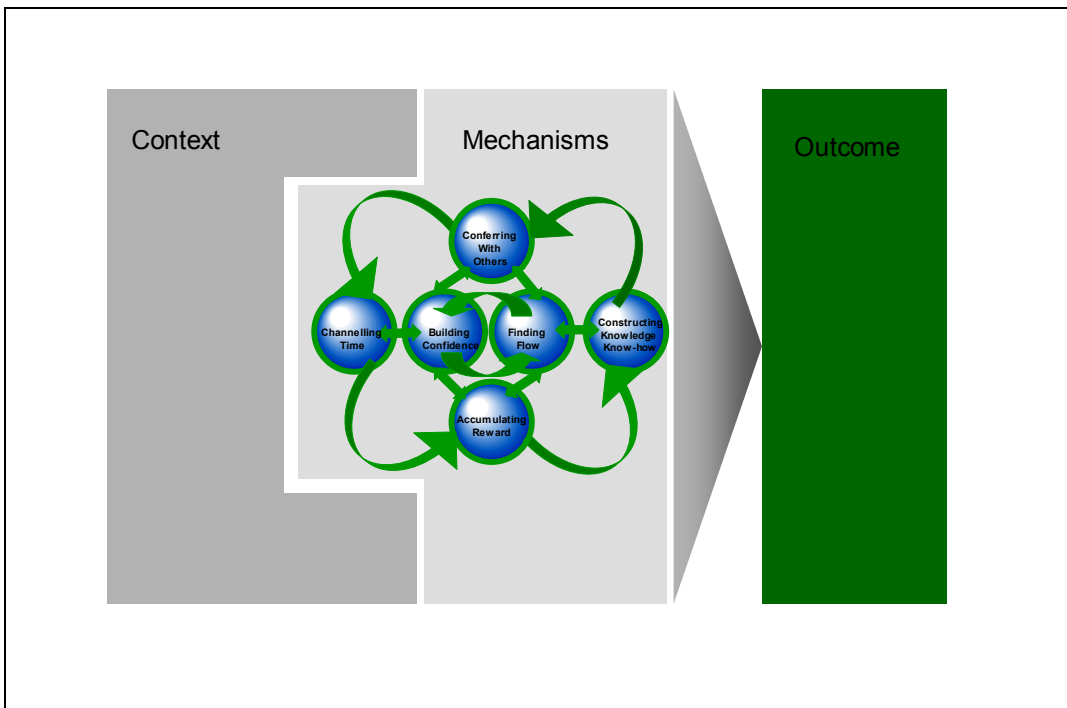 Context
Mechanisms
Outcome
Conferring
With
Others
Channelling
Time
Building
Confidence
Finding
Flow
Constructing
Knowledge
Know-how
Accumulating
Reward